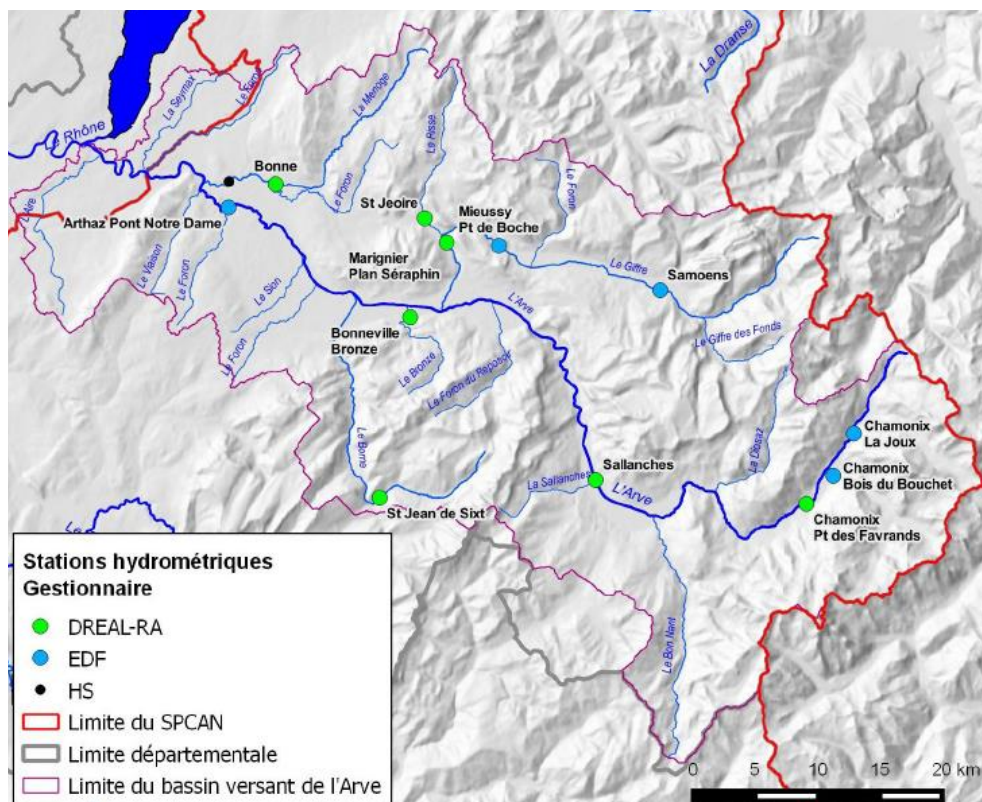 La Dranse
La Seymaz
Le Foron
La Menoge
Le Rhône
Bonne
Le Risse
Le Foron
St Jeoire
Mieussy
Pt de Boche
Le Foron
L'Aire
Arthaz Pont Notre Dame
Marignier
Plan Séraphin
Le Giffre
Samoens
Le Viaison
Le Foron
Le Sion
L'Arve
Le Giffre des Fonds
Bonneville
Bronze
Le Foron
Le Bronze
Le Foron du Reposoir
Le Borne
La Diosaz
Chamonix
La Joux
Sallanches
La Sallanches
L'Arve
Chamonix
Bois du Bouchet
St Jean de Sixt
Chamonix
Pt des Favrands
Le Bon Nant
Stations hydrométriques
Gestionnaire
DREAL-RA
EDF
HS
Limite du SPCAN
Limite départementale
Limite du bassin versant de l'Arve
0 5 10 15 20 km